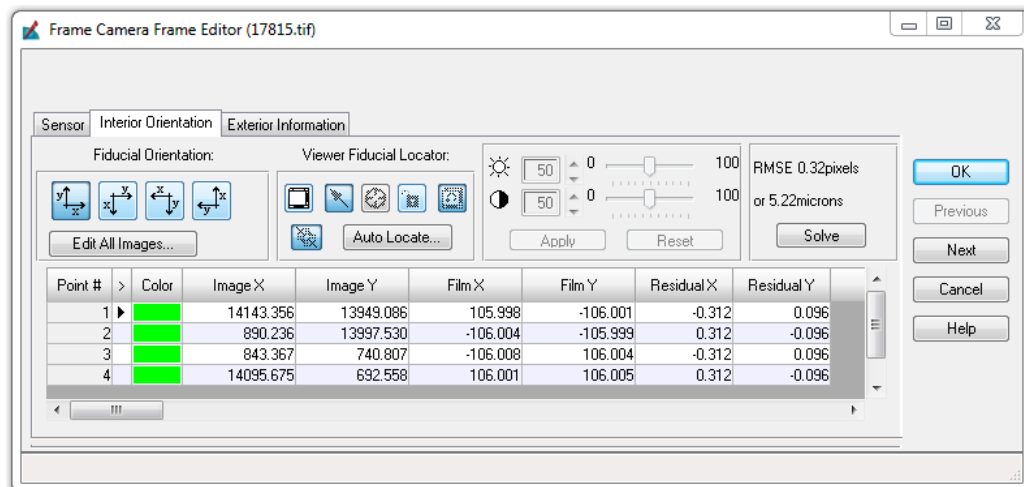 Frame Camera Frame Editor (17815.tif)
Sensor Interior Orientation Exterior Information
Fiducial Orientation: Viewer Fiducial Locator:
y x x y x y y x
Edit All Images... Auto Locate...
50 0 100
50 0 100
Apply Reset
RMSE 0.32pixels
or 5.22microns
Solve
OK
Previous
Next
Cancel
Help
Point # > Color Image X Image Y Film X Film Y Residual X Residual Y
1 14143.356 13949.086 105.998 -106.001 -0.312 0.096
2 890.236 13997.530 -106.004 -105.999 0.312 -0.096
3 843.367 740.807 -106.008 106.004 -0.312 0.096
4 14095.675 692.558 106.001 106.005 0.312 -0.096